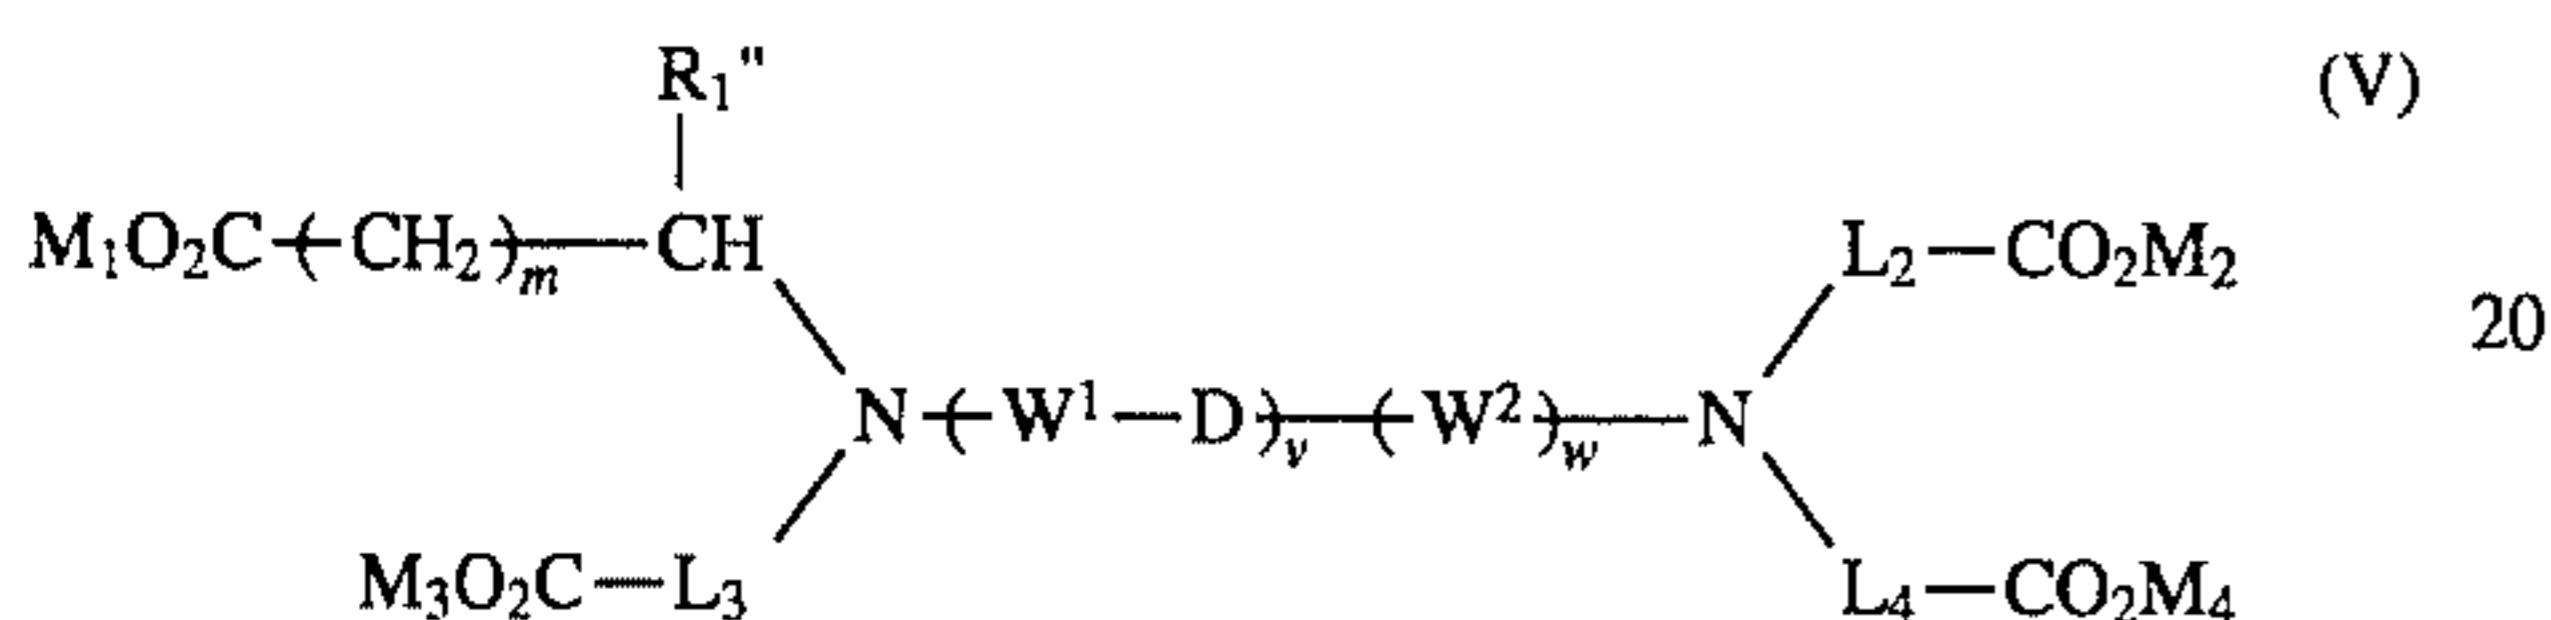 R₁" (V)
M₁O₂C-(CH₂)ₘ-CH L₂-CO₂M₂
20
N-(W¹-D)ᵥ-(W²)w-N
M₃O₂C-L₃ L₄-CO₂M₄